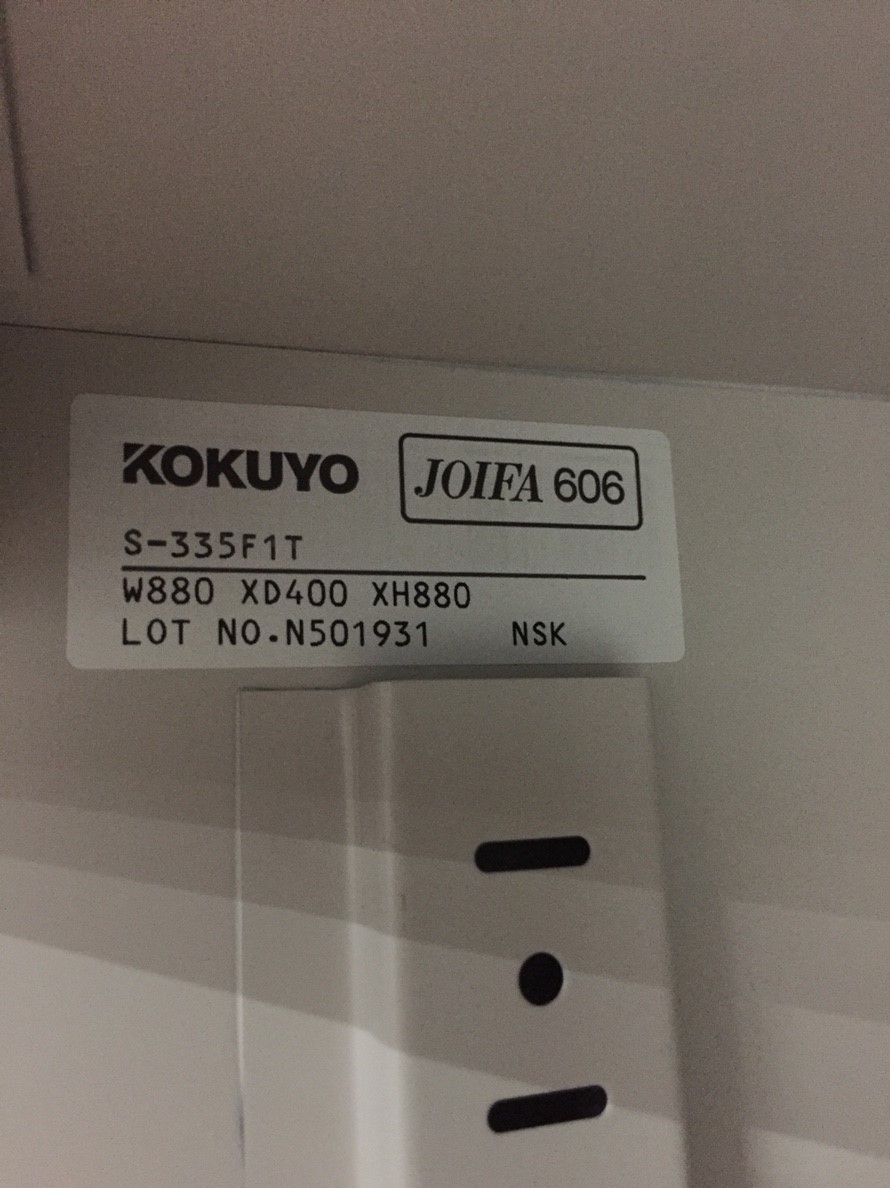 KOKUYO JOIFA 606
S-335F1T
W880 XD400 XH880
LOT NO.N501931 NSK